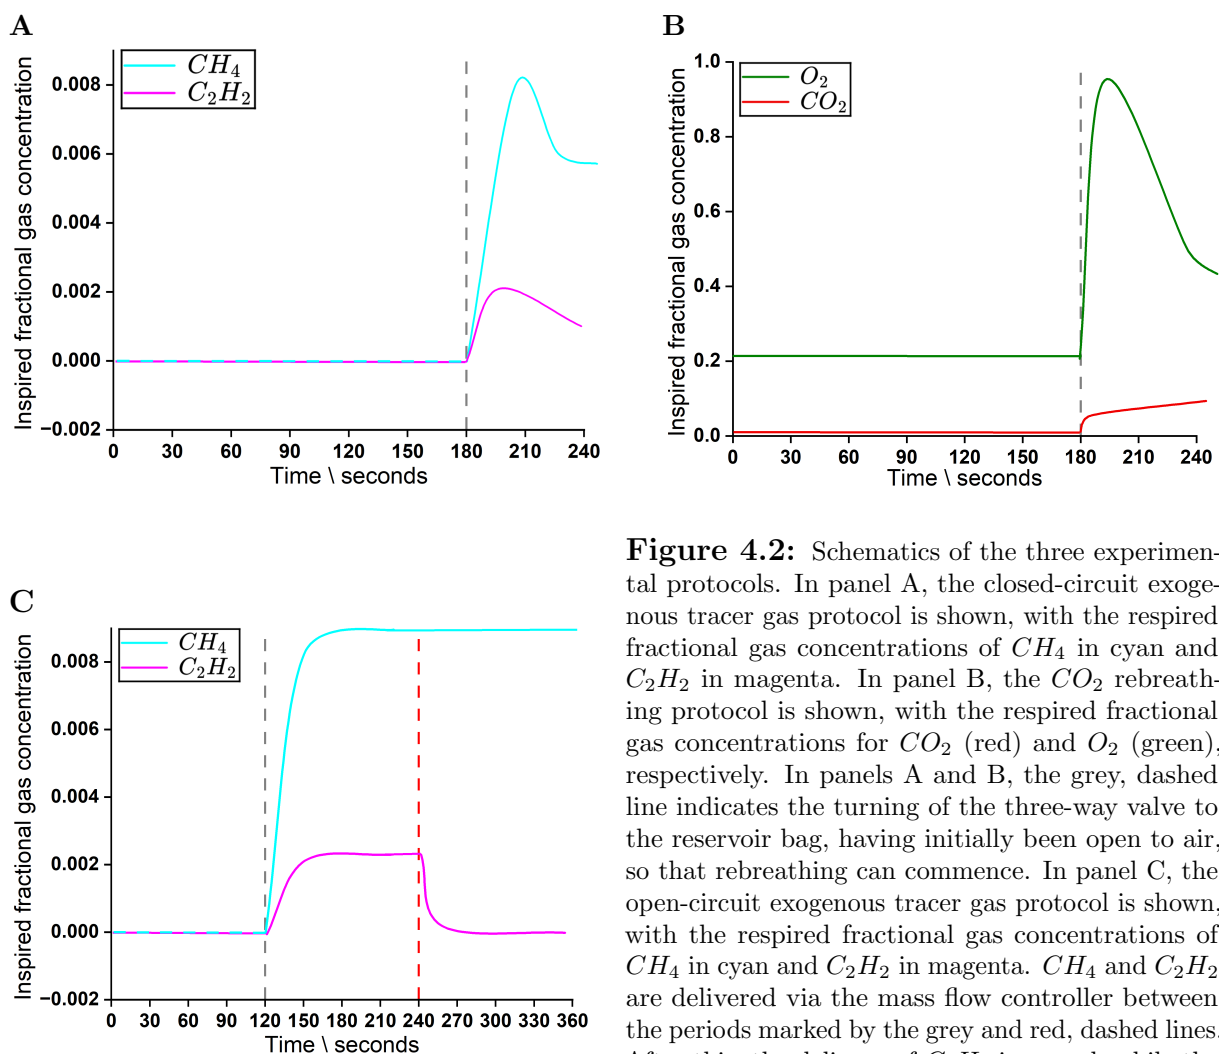 A
CH4
C2H2
Inspired fractional gas concentration
0.008
0.006
0.004
0.002
0.000
−0.002
0 30 60 90 120 150 180 210 240
Time \ seconds
B
O2
CO2
Inspired fractional gas concentration
1.0
0.8
0.6
0.4
0.2
0.0
0 30 60 90 120 150 180 210 240
Time \ seconds
C
CH4
C2H2
Inspired fractional gas concentration
0.008
0.006
0.004
0.002
0.000
−0.002
0 30 60 90 120 150 180 210 240 270 300 330 360
Time \ seconds
Figure 4.2: Schematics of the three experimen-
tal protocols. In panel A, the closed-circuit exoge-
nous tracer gas protocol is shown, with the respired
fractional gas concentrations of CH4 in cyan and
C2H2 in magenta. In panel B, the CO2 rebreath-
ing protocol is shown, with the respired fractional
gas concentrations for CO2 (red) and O2 (green),
respectively. In panels A and B, the grey, dashed
line indicates the turning of the three-way valve to
the reservoir bag, having initially been open to air,
so that rebreathing can commence. In panel C, the
open-circuit exogenous tracer gas protocol is shown,
with the respired fractional gas concentrations of
CH4 in cyan and C2H2 in magenta. CH4 and C2H2
are delivered via the mass flow controller between
the periods marked by the grey and red, dashed lines.